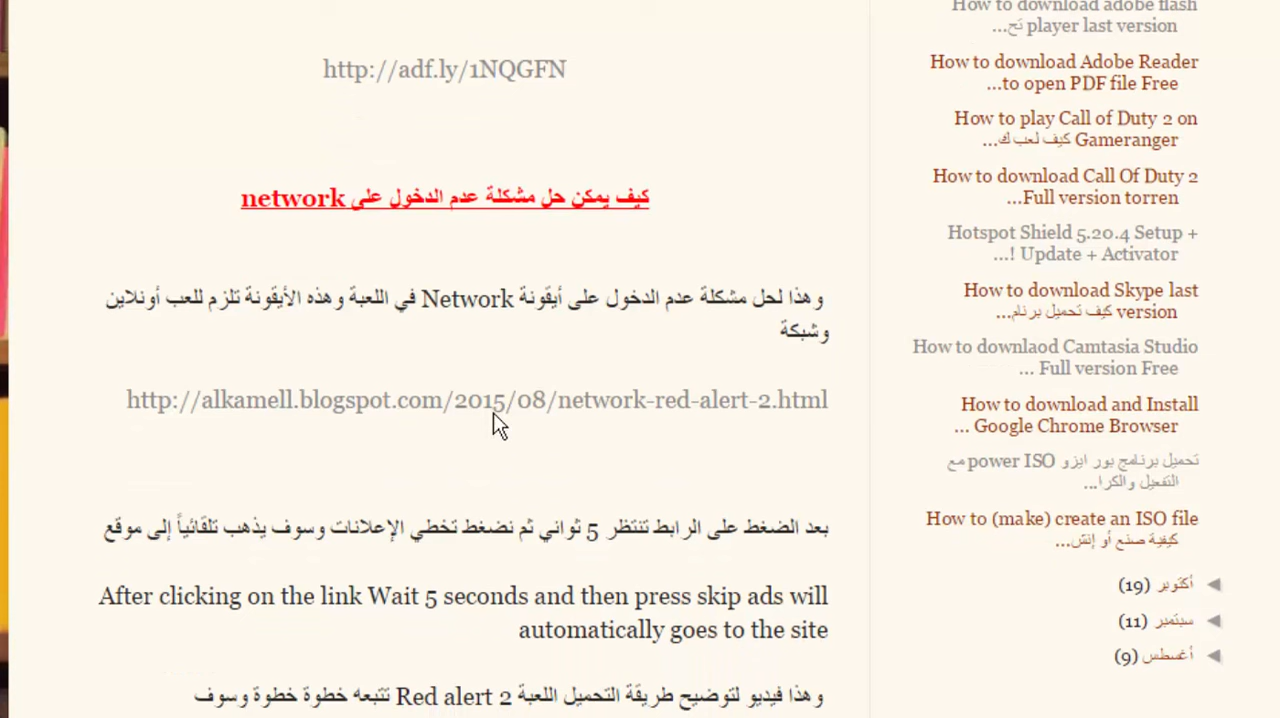 http://adf.ly/1NQGFN
كيف يمكن حل مشكلة عدم الدخول على network
وهذا لحل مشكلة عدم الدخول على أيقونة Network في اللعبة وهذه الأيقونة تلزم للعب أونلاين
وشبكة
http://alkamell.blogspot.com/2015/08/network-red-alert-2.html
بعد الضغط على الرابط تنتظر 5 ثواني ثم نضغط تخطي الإعلانات وسوف يذهب تلقائياً إلى موقع
After clicking on the link Wait 5 seconds and then press skip ads will
automatically goes to the site
وهذا فيديو لتوضيح طريقة التحميل اللعبة Red alert 2 تتبعه خطوة خطوة وسوف
How to download adobe flash
player last version تح...
How to download Adobe Reader
to open PDF file Free...
How to play Call of Duty 2 on
Gameranger كيف لعب ك...
How to download Call Of Duty 2
Full version torren...
Hotspot Shield 5.20.4 Setup +
Update + Activator !...
How to download Skype last
version كيف تحميل برنام...
How to downlaod Camtasia Studio
Full version Free ...
How to download and Install
Google Chrome Browser ...
تحميل برنامج بور ايزو power ISO مع
التفعيل والكرا...
How to (make) create an ISO file
كيفية صنع أو إنش...
◄ أكتوبر (19)
◄ سبتمبر (11)
◄ أغسطس (9)